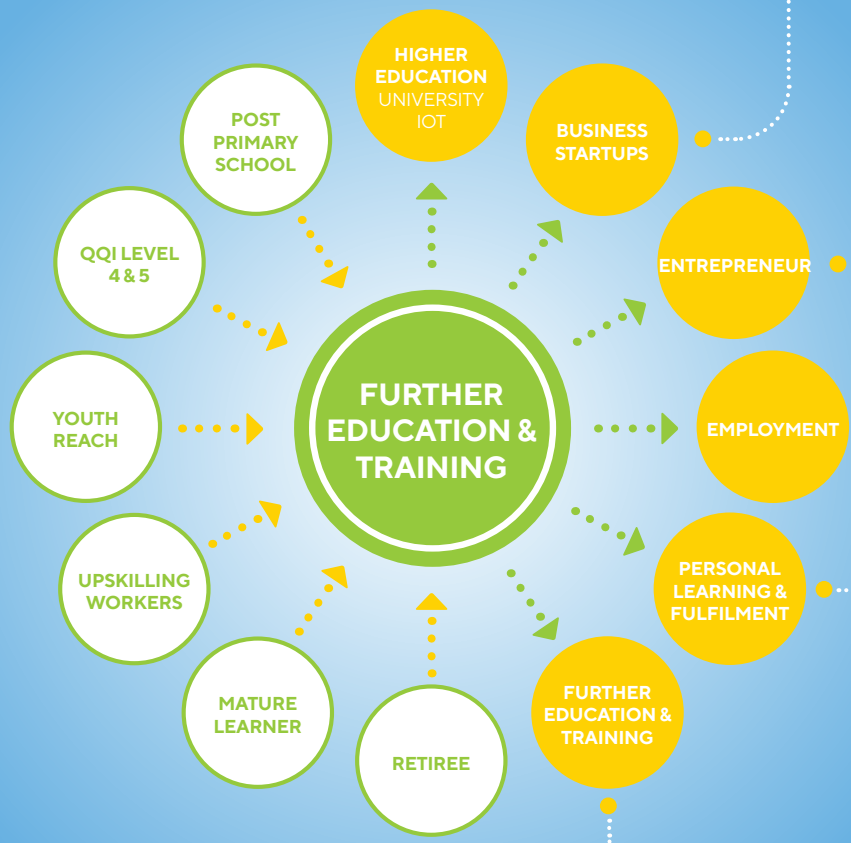 HIGHER
EDUCATION
UNIVERSITY
IOT
BUSINESS
STARTUPS
ENTREPRENEUR
EMPLOYMENT
PERSONAL
LEARNING &
FULFILMENT
FURTHER
EDUCATION &
TRAINING
RETIREE
MATURE
LEARNER
UPSKILLING
WORKERS
YOUTH
REACH
QQI LEVEL
4 & 5
POST
PRIMARY
SCHOOL
FURTHER
EDUCATION &
TRAINING